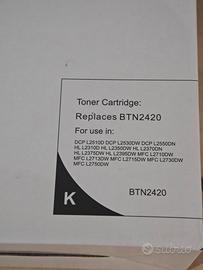 Toner Cartridge:
Replaces BTN2420
For use in:
DCP L2510D DCP L2530DW DCP L2550DN
HL L2310D HL L2350DW HL L2370DN
HL L2375DW HL L2395DW MFC L2710DW
MFC L2713DW MFC L2715DW MFC L2730DW
MFC L2750DW
K
BTN2420
subito